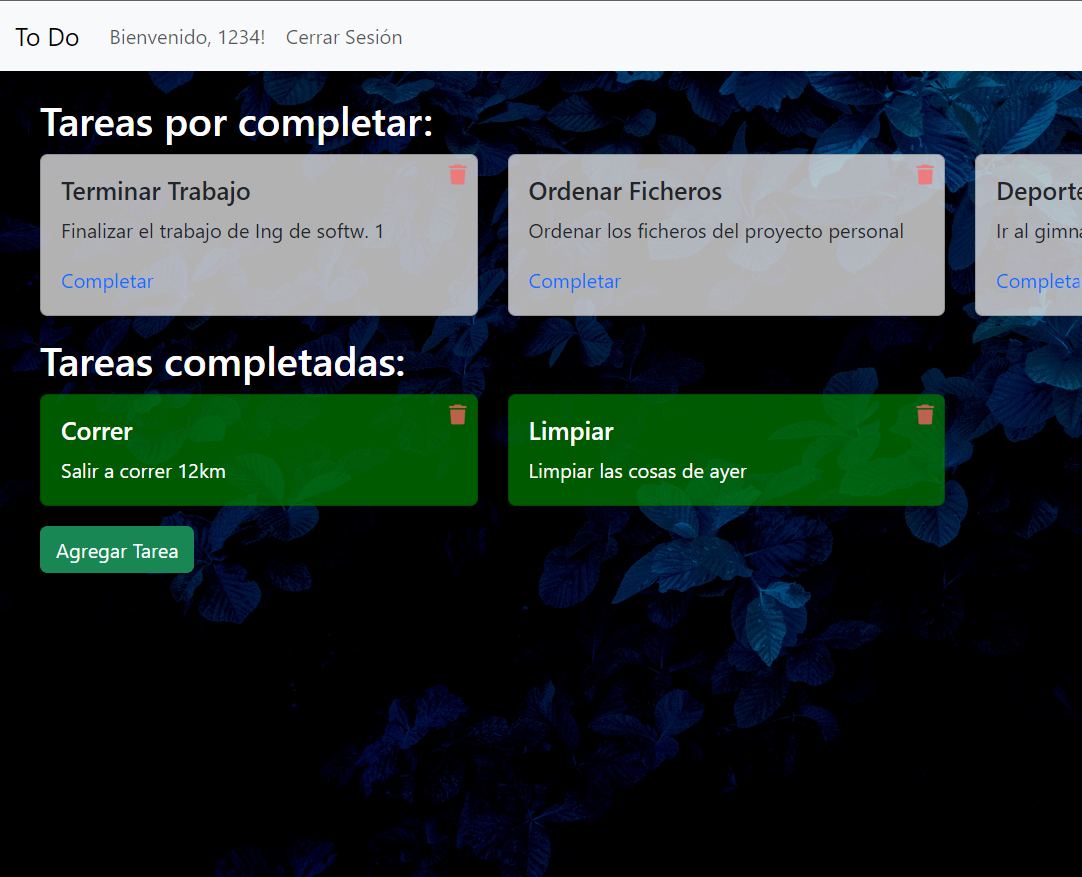 To Do Bienvenido, 1234! Cerrar Sesión
Tareas por completar:
Terminar Trabajo
Finalizar el trabajo de Ing de softw. 1
Completar
Ordenar Ficheros
Ordenar los ficheros del proyecto personal
Completar
Deporte
Ir al
Tareas completadas:
Correr
Salir a correr 12km
Limpiar
Limpiar las cosas de ayer
Agregar Tarea